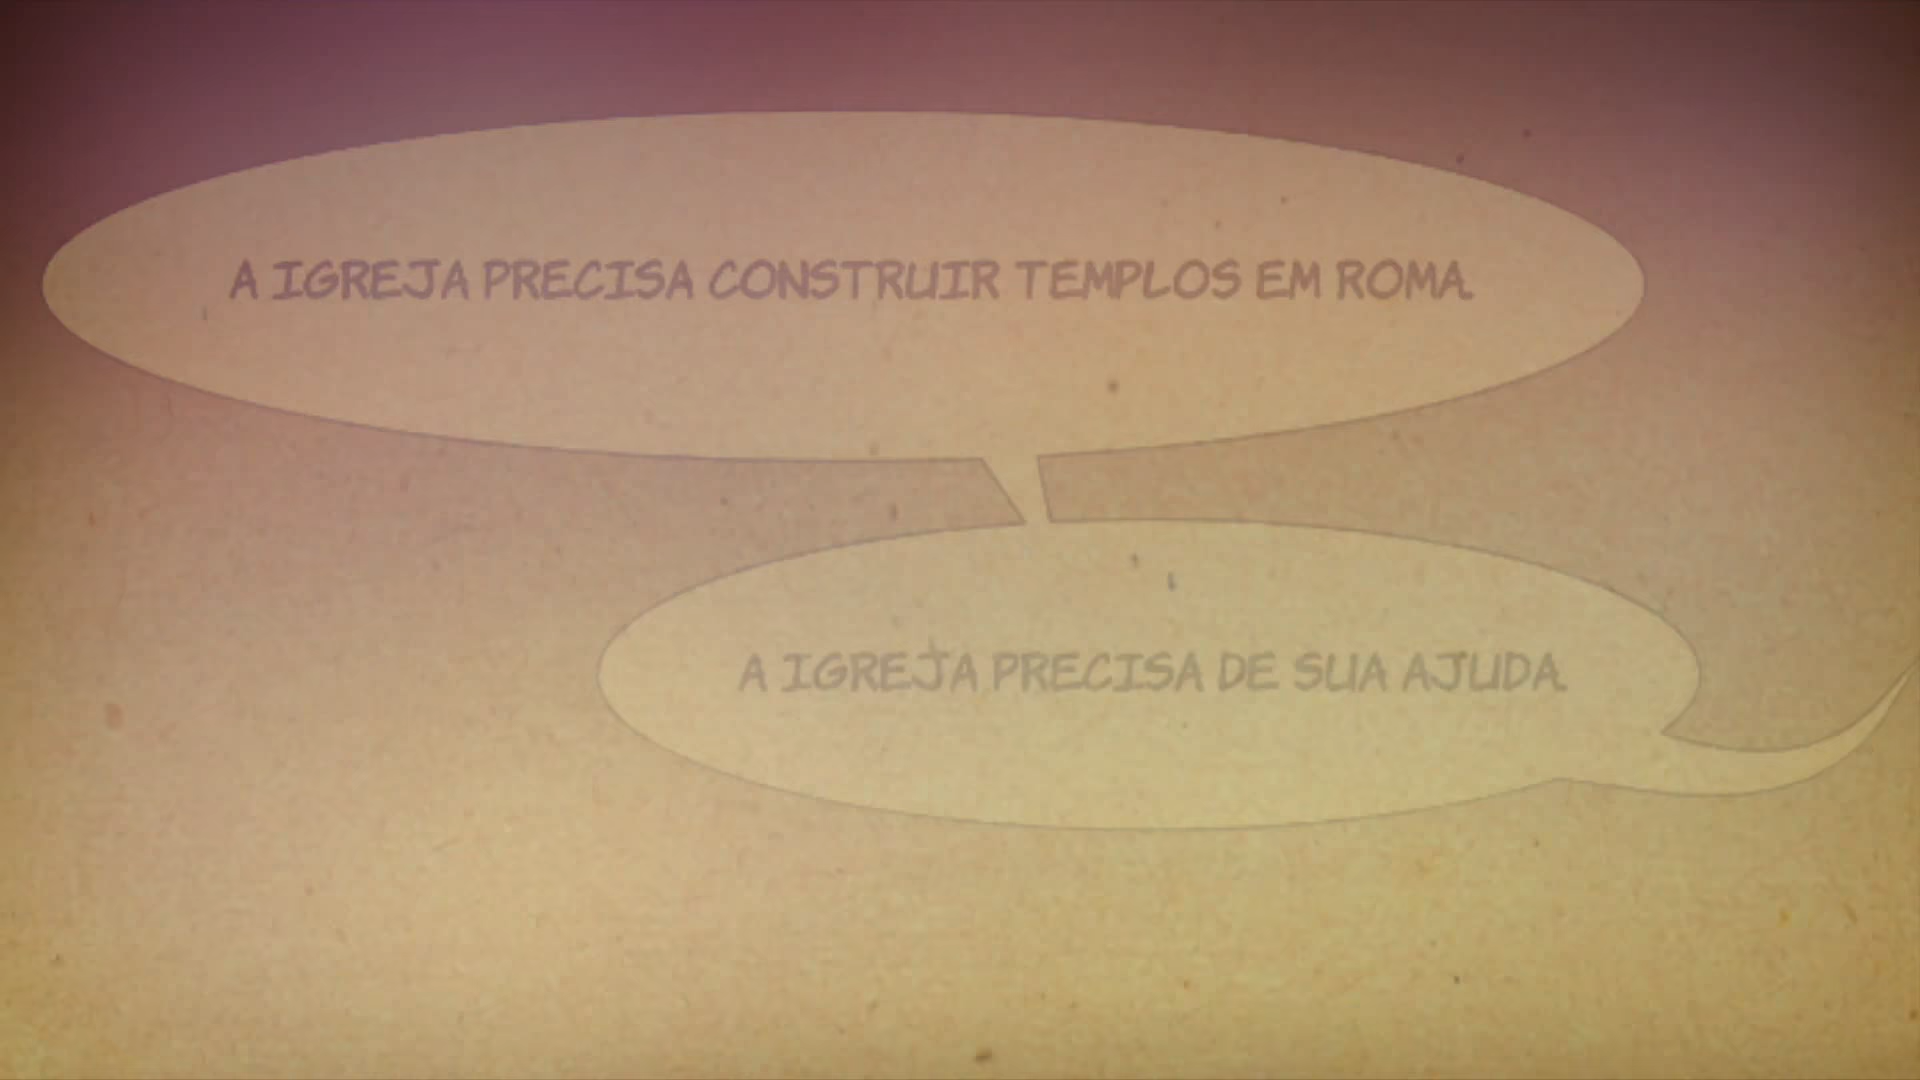 A IGREJA PRECISA CONSTRUIR TEMPLOS EM ROMA.
A IGREJA PRECISA DE SUA AJUDA.